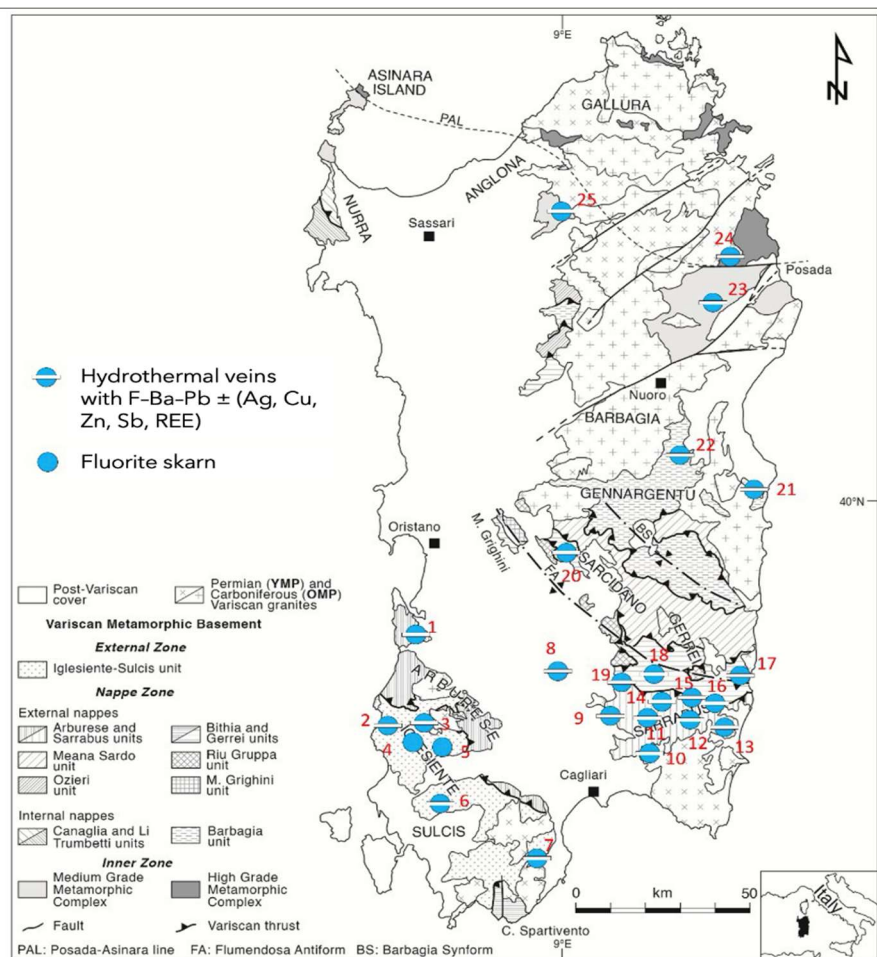 9°E
ASINARA
ISLAND
GALLURA
N
PAL
ANGLONA
NURRA
25
Sassari
24
Posada
23
Hydrothermal veins
with F-Ba-Pb ± (Ag, Cu,
Zn, Sb, REE)
Nuoro
BARBAGIA
Fluorite skarn
22
GENNARGENTU
21
40°N
Oristano
M. Grighini
BS
20
FA
SARCIDANO
Post-Variscan
cover
Permian (YMP) and
Carboniferous (OMP)
Variscan granites
Variscan Metamorphic Basement
External Zone
Iglesiente-Sulcis unit
Nappe Zone
External nappes
Arburese and
Sarrabus units
Bithia and
Gerrei units
Meana Sardo
unit
Riu Gruppa
unit
Ozieri
unit
M. Grighini
unit
Internal nappes
Canaglia and Li
Trumbetti units
Barbagia
unit
Inner Zone
Medium Grade
Metamorphic
Complex
High Grade
Metamorphic
Complex
Fault
Variscan thrust
GERREI
1
8
18
17
19
ARBURESE
15
16
14
2
3
9
SARRABUS
4
5
11
12
13
IGLESIENTE
10
Cagliari
6
SULCIS
7
0
km
50
Italy
C. Spartivento
9°E
PAL: Posada-Asinara line FA: Flumendosa Antiform BS: Barbagia Synform